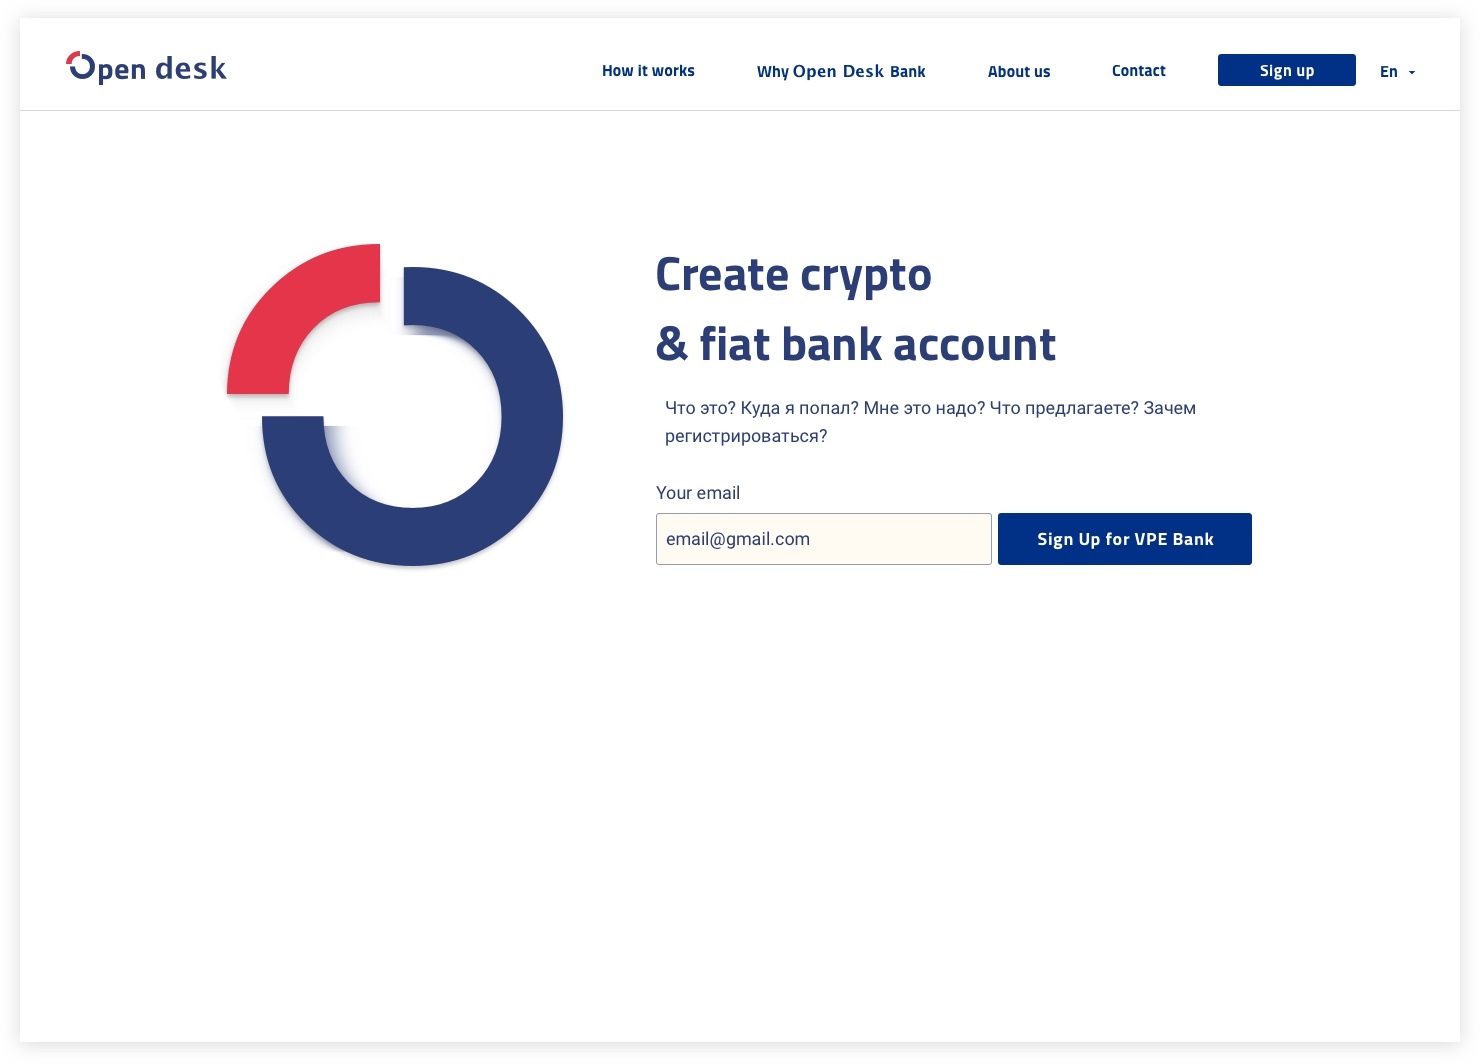 Open desk
How it works
Why Open Desk Bank
About us
Contact
Sign up
En
Create crypto
& fiat bank account
Что это? Куда я попал? Мне это надо? Что предлагаете? Зачем
регистрироваться?
Your email
email@gmail.com
Sign Up for VPE Bank